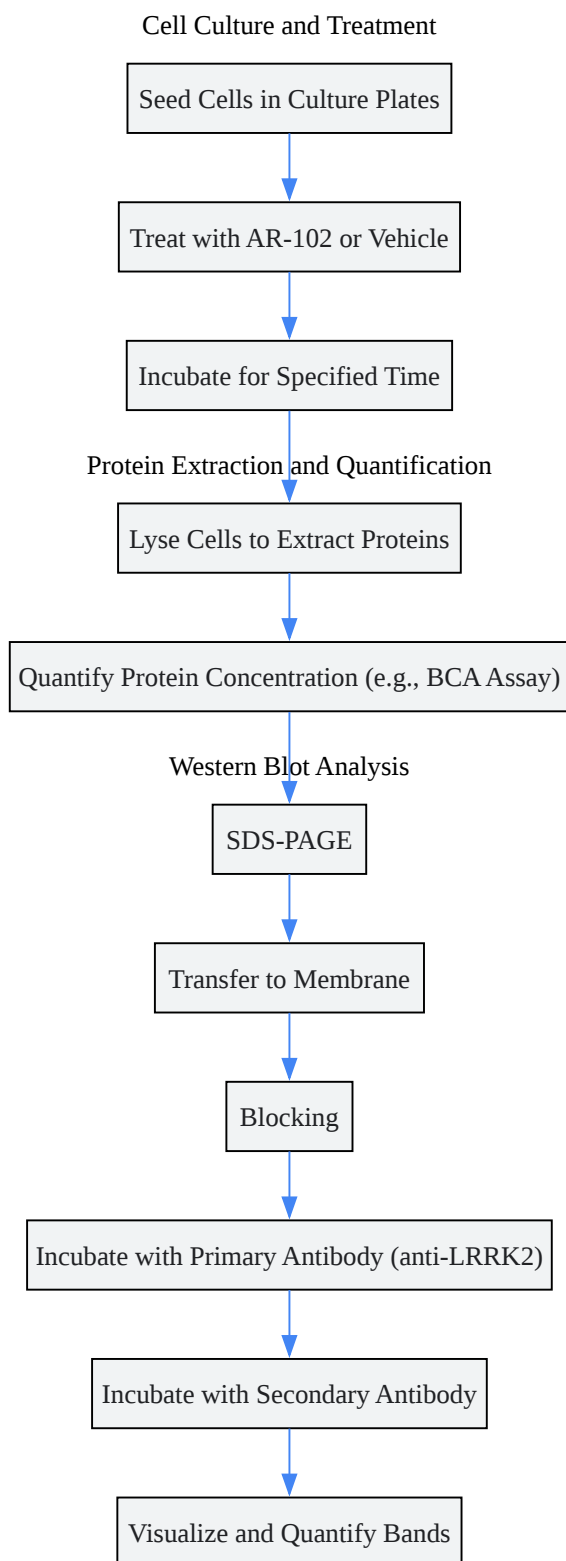 Cell Culture and Treatment
Seed Cells in Culture Plates
Treat with AR-102 or Vehicle
Incubate for Specified Time
Protein Extraction and Quantification
Lyse Cells to Extract Proteins
Quantify Protein Concentration (e.g., BCA Assay)
Western Blot Analysis
SDS-PAGE
Transfer to Membrane
Blocking
Incubate with Primary Antibody (anti-LRRK2)
Incubate with Secondary Antibody
Visualize and Quantify Bands